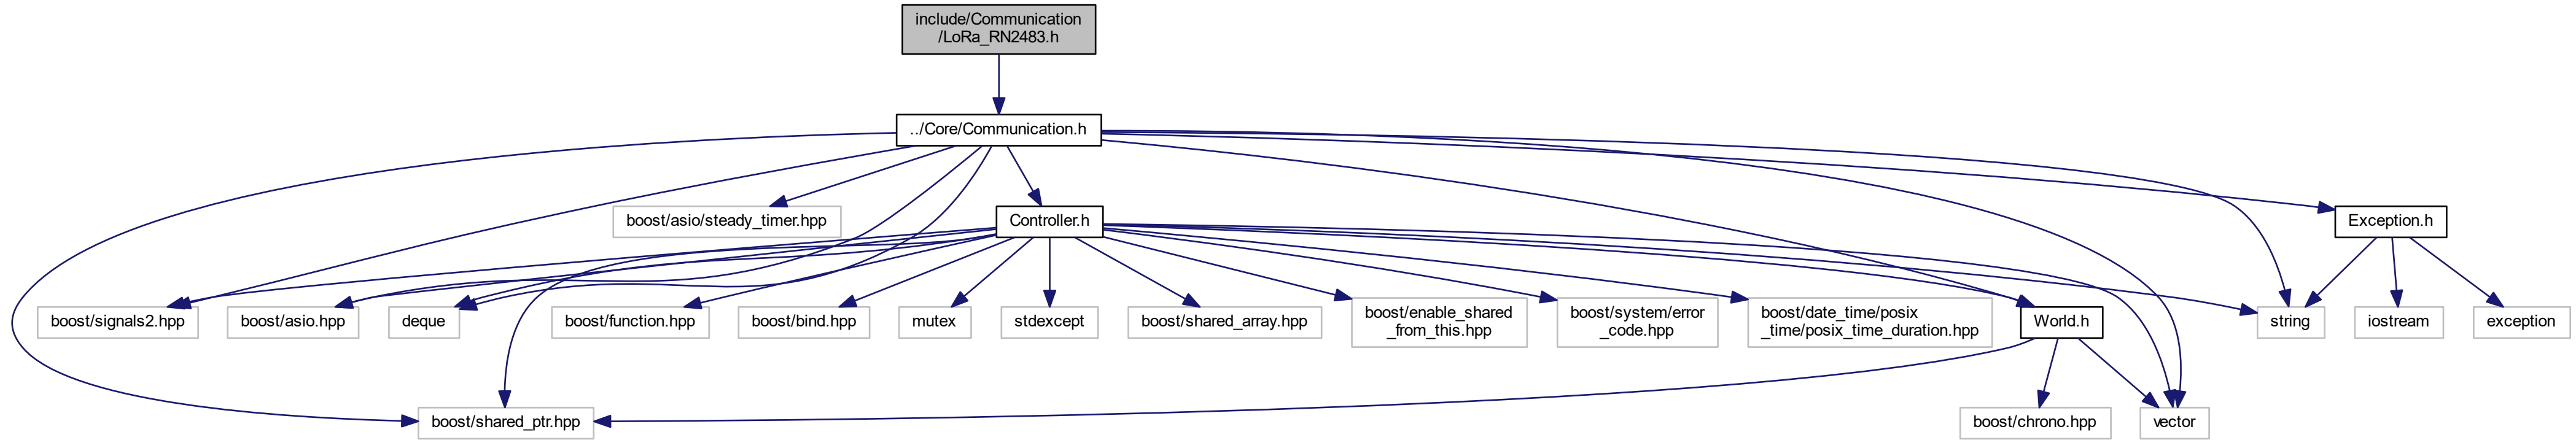 include/Communication
/LoRa_RN2483.h
../Core/Communication.h
boost/asio/steady_timer.hpp
Controller.h
Exception.h
boost/signals2.hpp
boost/asio.hpp
deque
boost/function.hpp
boost/bind.hpp
mutex
stdexcept
boost/shared_array.hpp
boost/enable_shared
_from_this.hpp
boost/system/error
_code.hpp
boost/date_time/posix
_time/posix_time_duration.hpp
World.h
string
iostream
exception
boost/shared_ptr.hpp
boost/chrono.hpp
vector